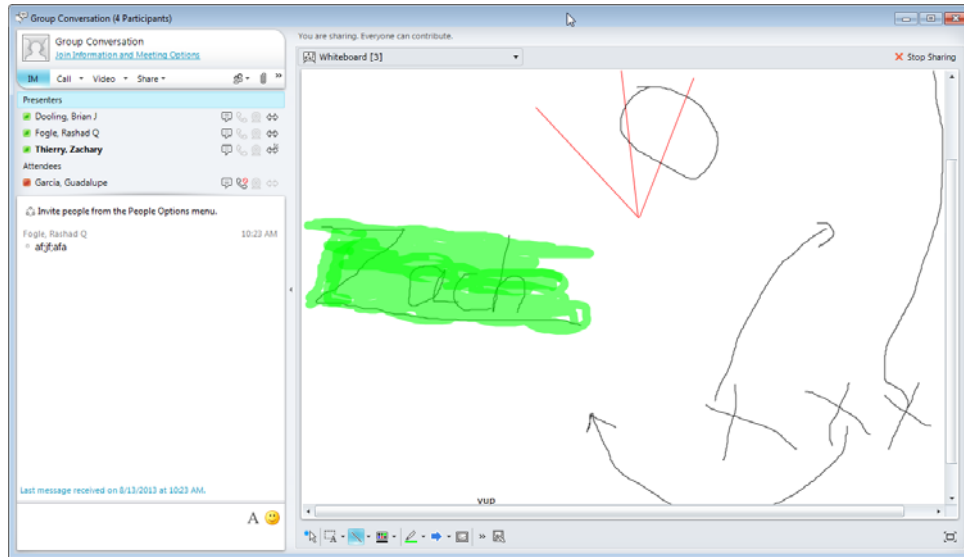 Group Conversation (4 Participants)
Group Conversation
Join Information and Meeting Options
IM Call Video Share
Presenters
Dooling, Brian J
Fogle, Rashad Q
Thierry, Zachary
Attendees
Garcia, Guadalupe
Invite people from the People Options menu.
Fogle, Rashad Q 10:23 AM
af;jf;afa
Last message received on 8/13/2013 at 10:23 AM.
A
You are sharing. Everyone can contribute.
Whiteboard [3]
Stop Sharing
Zach
X X X
yup